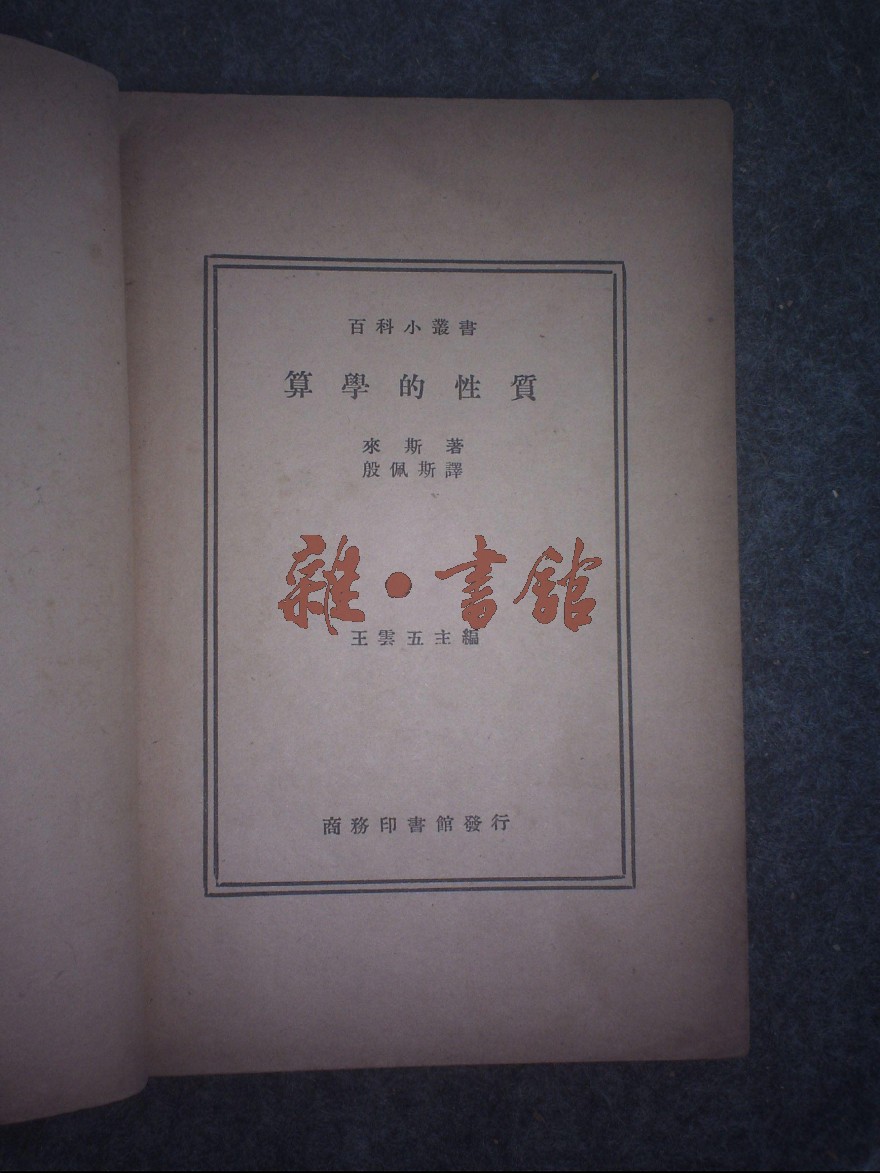 百科小叢書
算學的性質
來斯著
殷佩斯譯
雜·書館
王雲五主編
商務印書館發行